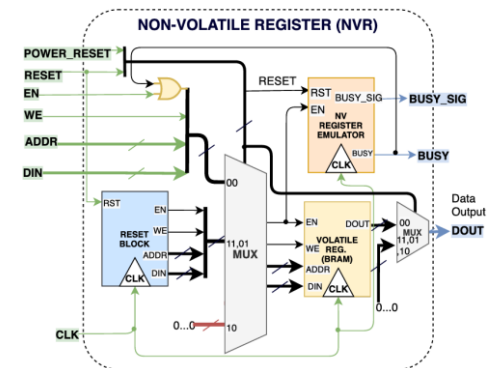 NON-VOLATILE REGISTER (NVR)
POWER_RESET
RESET
EN
WE
ADDR
DIN
CLK
RST
RESET
BLOCK
EN
WE
ADDR
DIN
CLK
00
11,01
MUX
10
0...0
RESET
RST
EN
BUSY_SIG
NV
REGISTER
EMULATOR
BUSY
CLK
EN
WE
ADDR
DIN
DOUT
VOLATILE
REG.
(BRAM)
CLK
00
MUX
11,01
10
0...0
BUSY_SIG
BUSY
Data
Output
DOUT